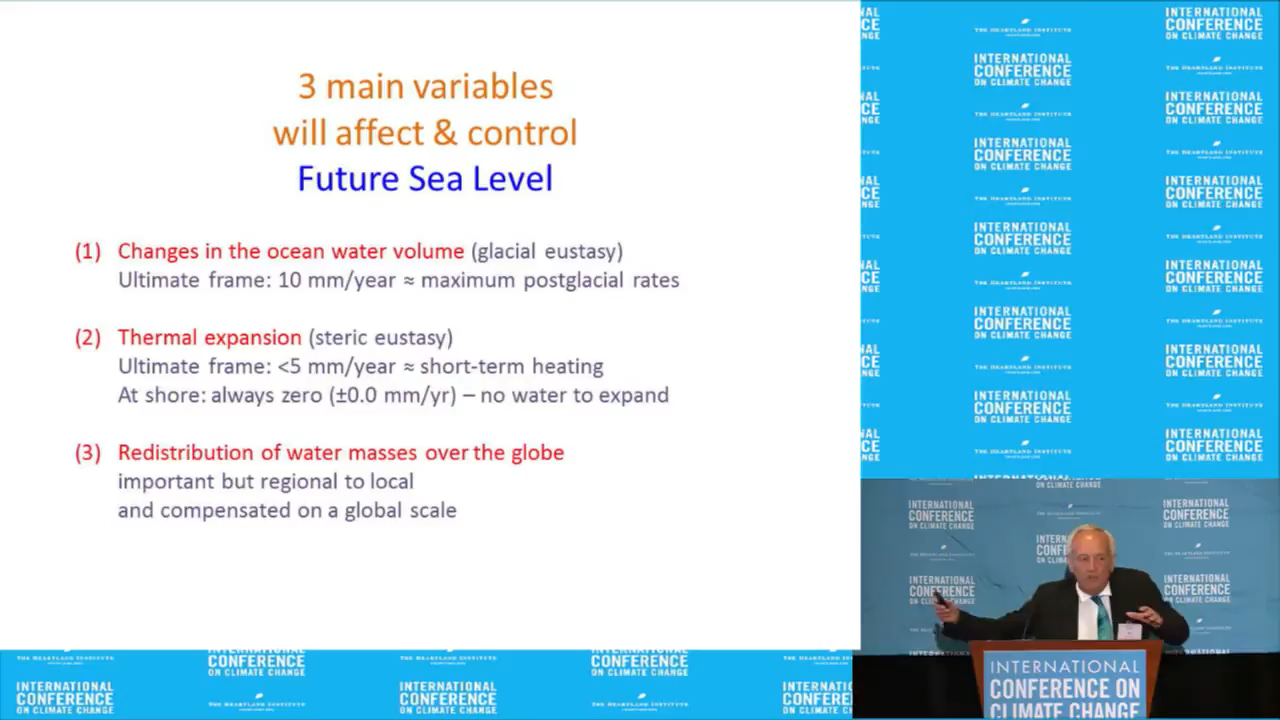 3 main variables
will affect & control
Future Sea Level
(1) Changes in the ocean water volume (glacial eustasy)
Ultimate frame: 10 mm/year ≈ maximum postglacial rates
(2) Thermal expansion (steric eustasy)
Ultimate frame: <5 mm/year ≈ short-term heating
At shore: always zero (±0.0 mm/yr) – no water to expand
(3) Redistribution of water masses over the globe
important but regional to local
and compensated on a global scale
THE HEARTLAND INSTITUTE
INTERNATIONAL
CONFERENCE
ON CLIMATE CHANGE
INTERNATIONAL
CONFERENCE ON
CLIMATE CHANGE